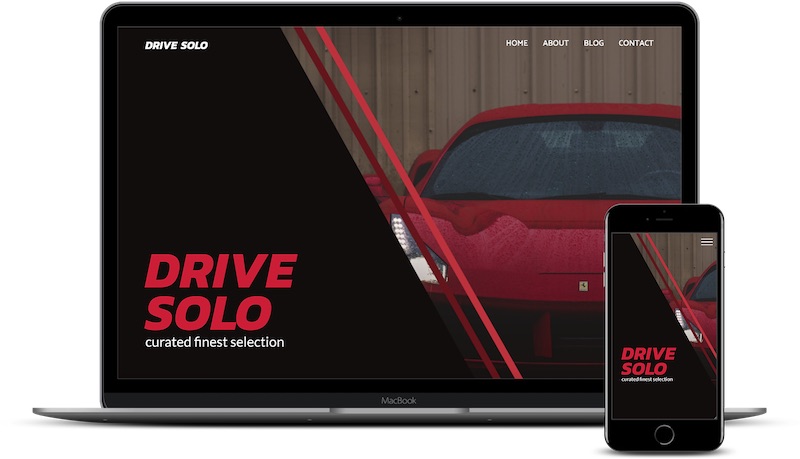 DRIVE SOLO
HOME ABOUT BLOG CONTACT
DRIVE
SOLO
curated finest selection
MacBook
DRIVE
SOLO
curated finest selection